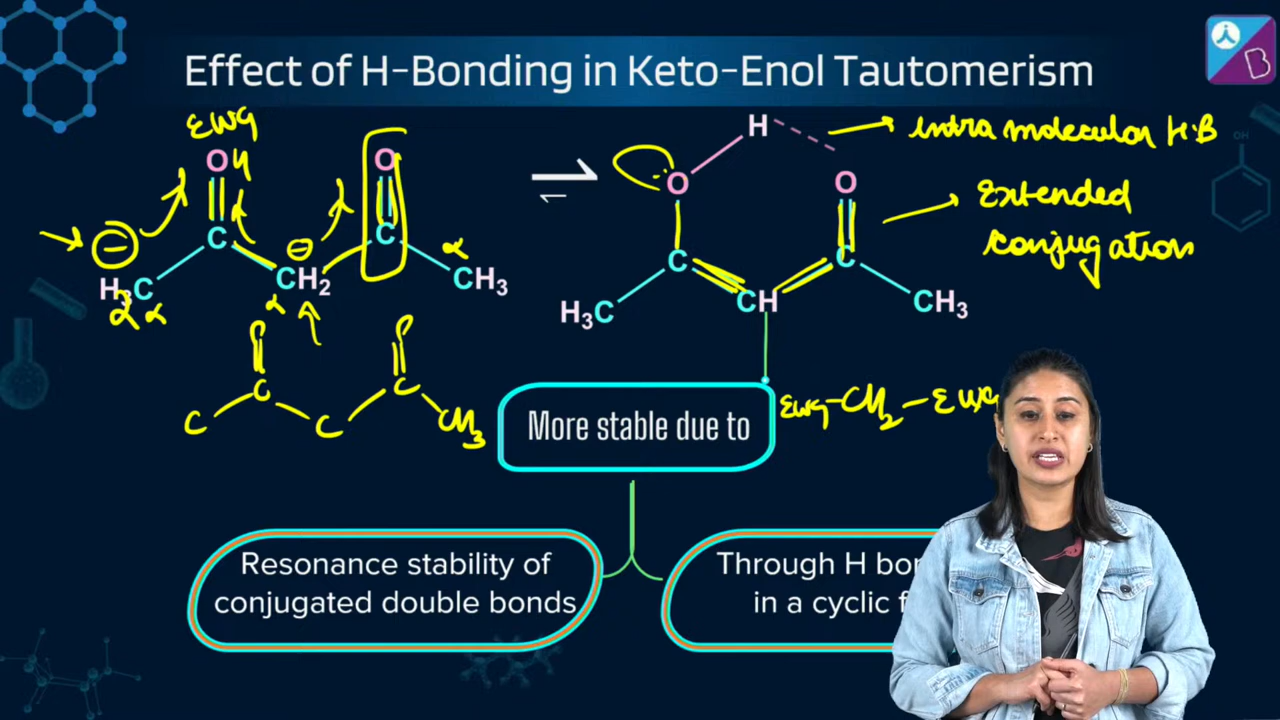 Effect of H-Bonding in Keto-Enol Tautomerism
B
EWG
O
O
H
O
O
intra molecular H·B
Extended
conjugation
C
C
C
C
H₃C
CH₂
CH₃
H₃C
CH
CH₃
α
α
α
C
C
C
C
CH₃
EWG-CH₂-EWG
More stable due to
Resonance stability of
conjugated double bonds
Through H bon
in a cyclic f
OH